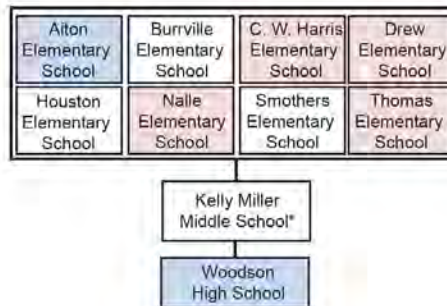 Aiton
Elementary
School
Burrville
Elementary
School
C. W. Harris
Elementary
School
Drew
Elementary
School
Houston
Elementary
School
Nalle
Elementary
School
Smothers
Elementary
School
Thomas
Elementary
School
Kelly Miller
Middle School*
Woodson
High School